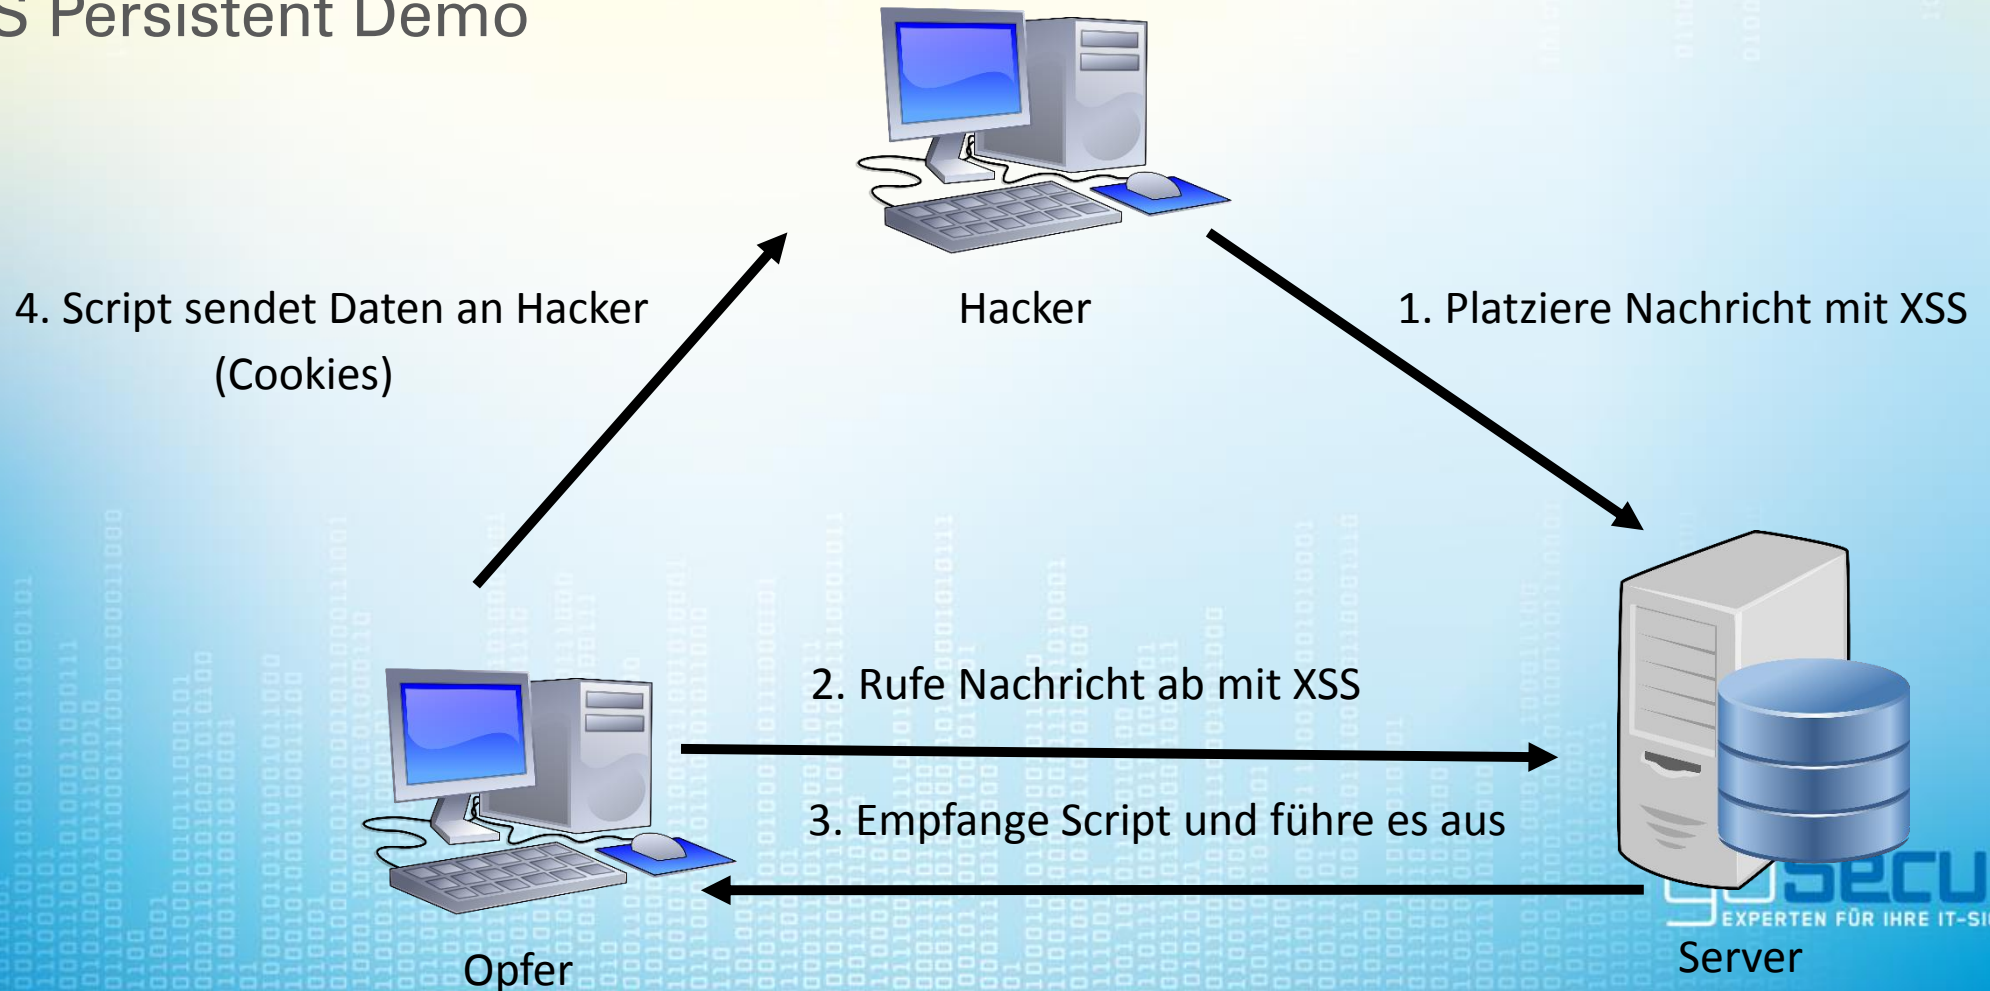 S Persistent Demo
4. Script sendet Daten an Hacker
(Cookies)
Hacker
1. Platziere Nachricht mit XSS
2. Rufe Nachricht ab mit XSS
3. Empfange Script und führe es aus
EXPERTEN FÜR IHRE IT-SI
Opfer
Server